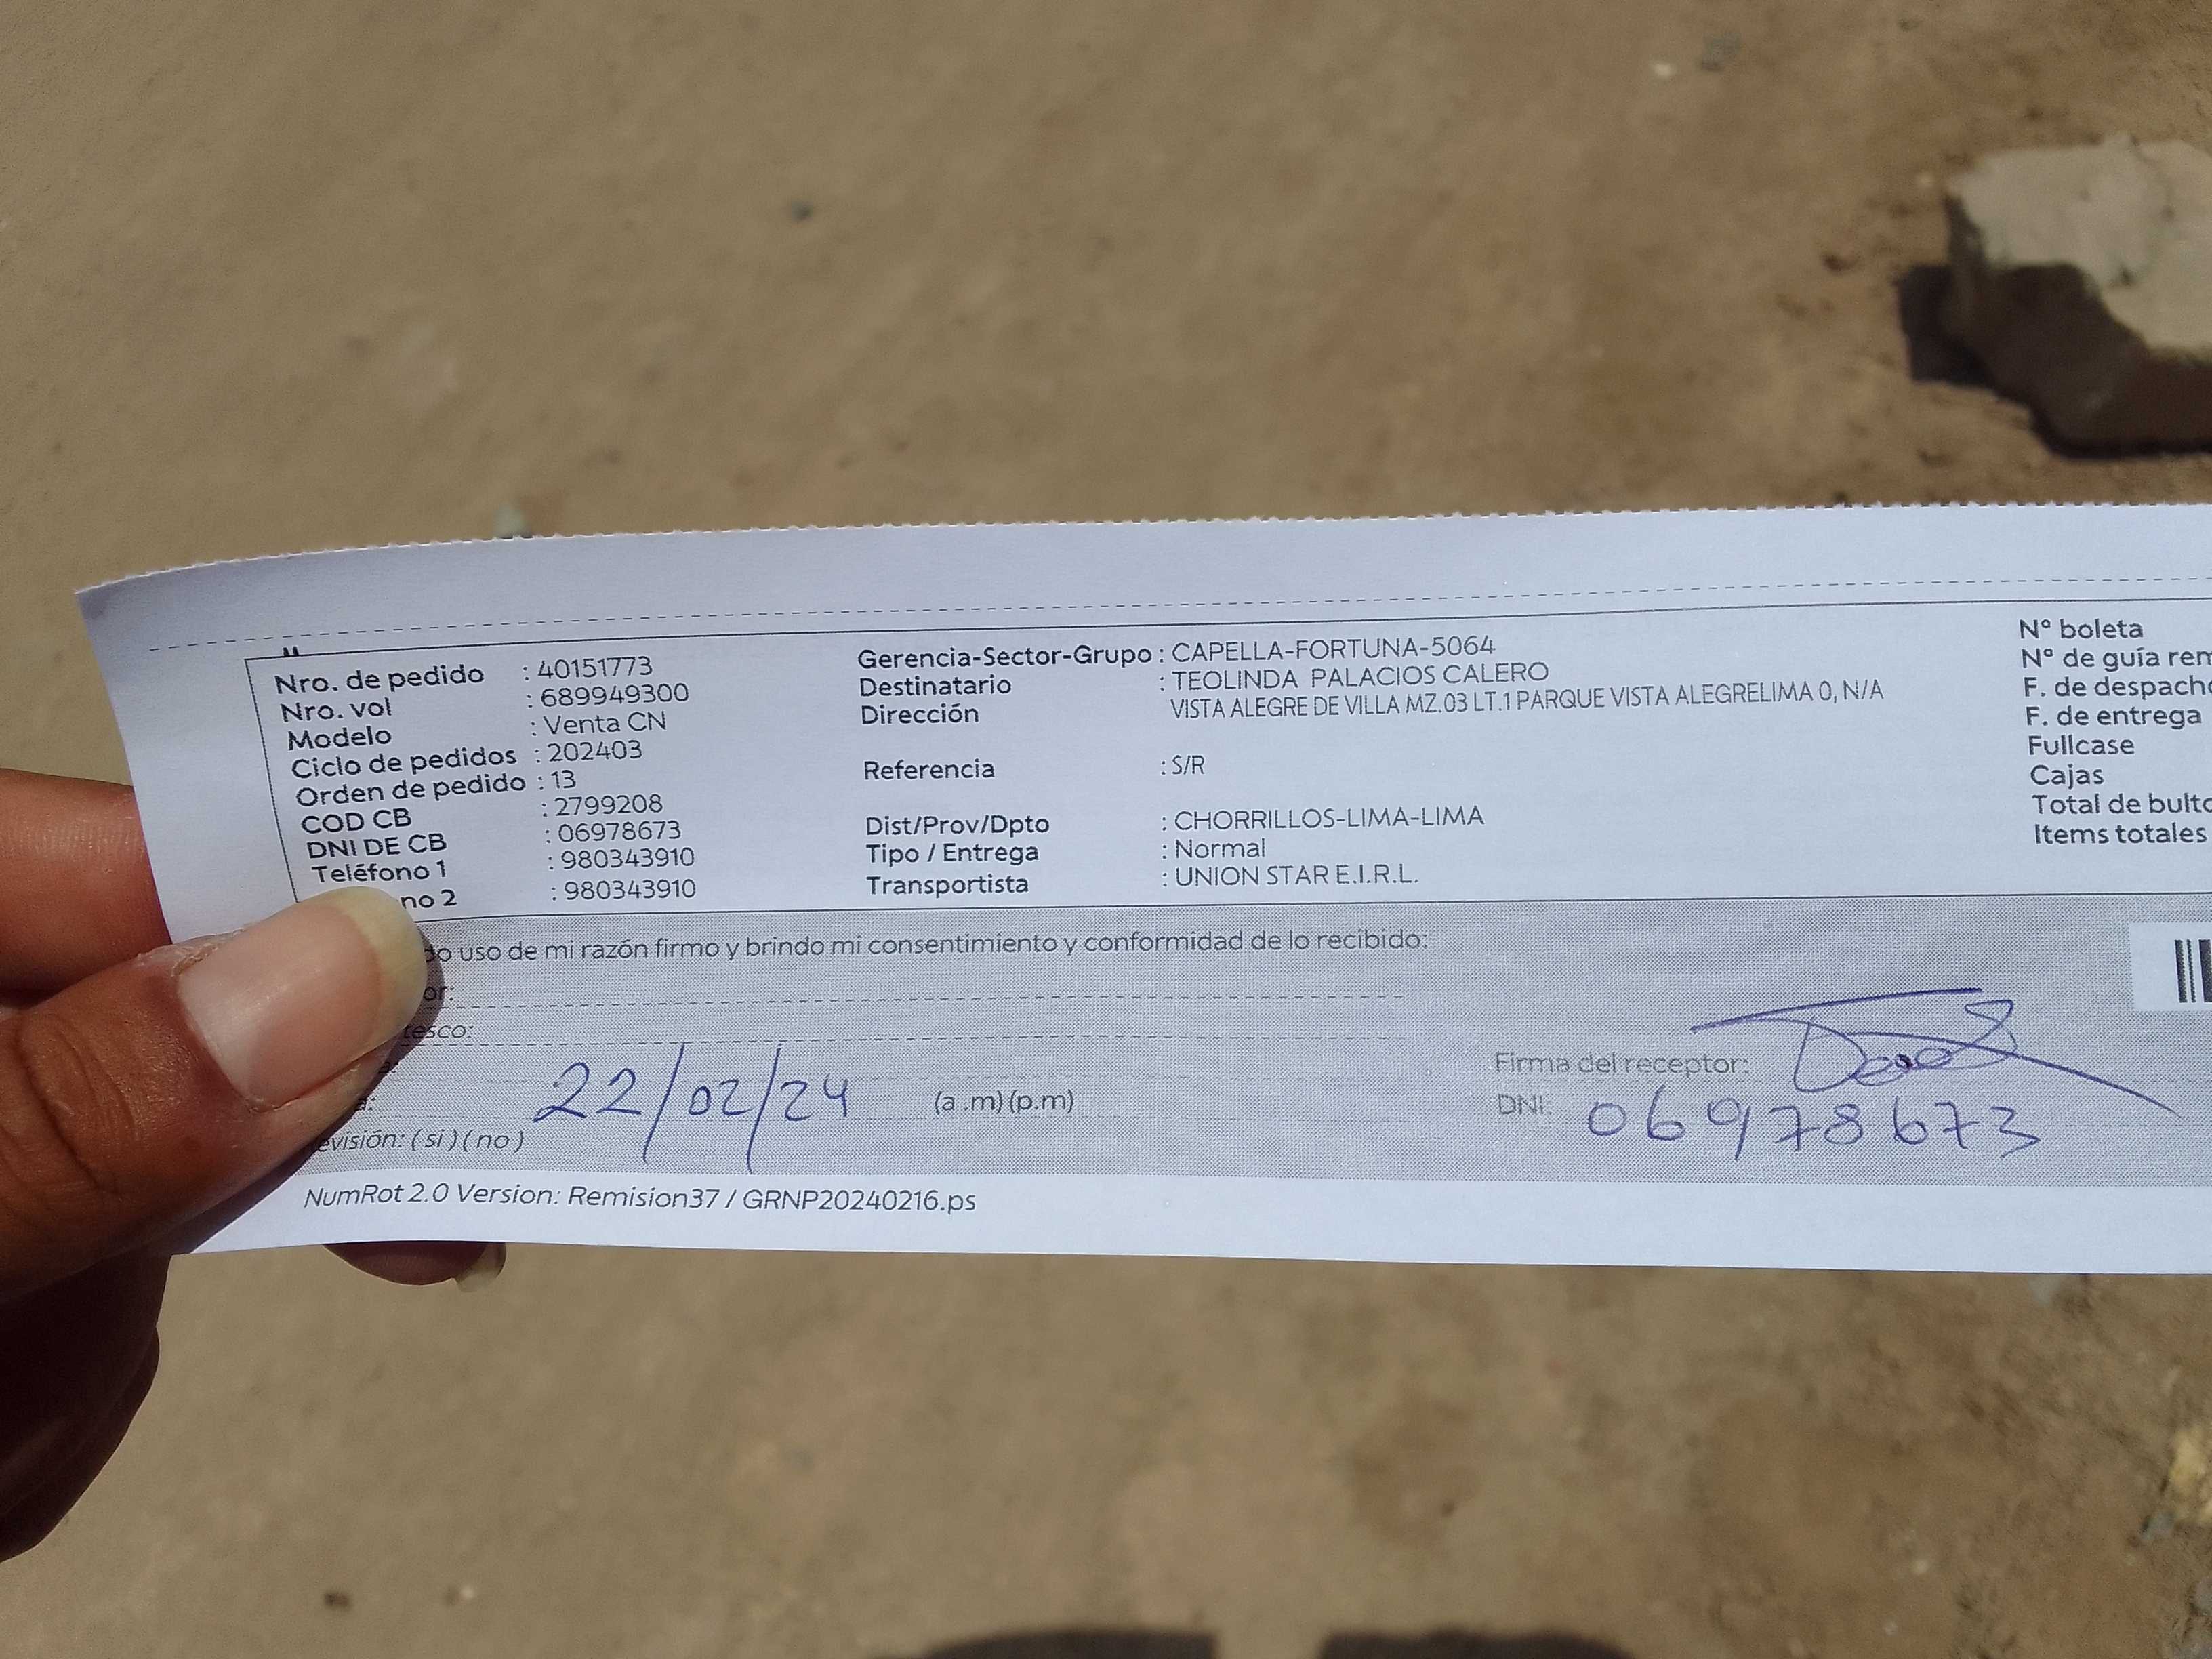 Nro. de pedido : 40151773
Nro. vol : 689949300
Modelo : Venta CN
Ciclo de pedidos : 202403
Orden de pedido : 13
COD CB : 2799208
DNI DE CB : 06978673
Teléfono 1 : 980343910
no 2 : 980343910
Gerencia-Sector-Grupo : CAPELLA-FORTUNA-5064
Destinatario : TEOLINDA PALACIOS CALERO
Dirección VISTA ALEGRE DE VILLA MZ.03 LT.1 PARQUE VISTA ALEGRELIMA 0, N/A
Referencia : S/R
Dist/Prov/Dpto : CHORRILLOS-LIMA-LIMA
Tipo / Entrega : Normal
Transportista : UNION STAR E.I.R.L.
N° boleta
N° de guía rem
F. de despacho
F. de entrega
Fullcase
Cajas
Total de bulto
Items totales
do uso de mi razón firmo y brindo mi consentimiento y conformidad de lo recibido:
or:
tesco:
a:
a: 22/02/24 (a .m) (p.m)
evisión: ( si ) ( no )
Firma del receptor:
DNI: 06978673
NumRot 2.0 Version: Remision37 / GRNP20240216.ps